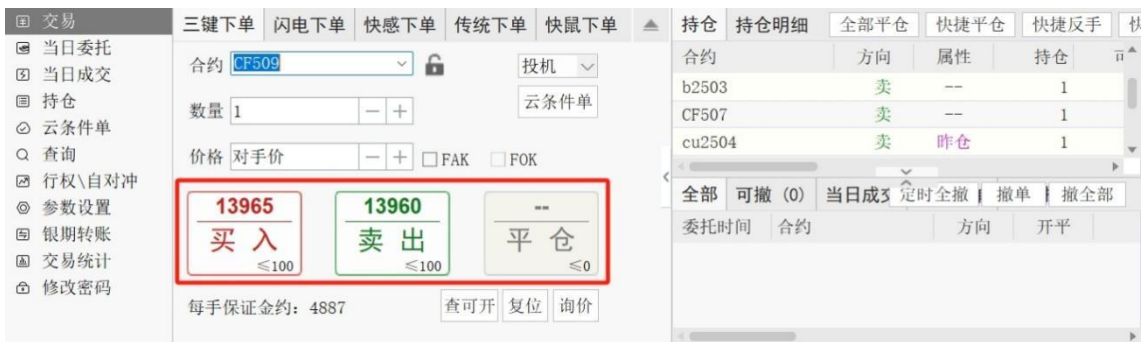 交易
当日委托
当日成交
持仓
云条件单
查询
行权\自对冲
参数设置
银期转账
交易统计
修改密码
三键下单 闪电下单 快感下单 传统下单 快鼠下单
合约 CF509 投机
数量 1 云条件单
价格 对手价 FAK FOK
13965 13960 --
买入 卖出 平仓
≤100 ≤100 ≤0
每手保证金约: 4887 查可开 复位 询价
持仓 持仓明细 全部平仓 快捷平仓 快捷反手
合约 方向 属性 持仓
b2503 卖 -- 1
CF507 卖 -- 1
cu2504 卖 昨仓 1
全部 可撤 (0) 当日成交 定时全撤 撤单 撤全部
委托时间 合约 方向 开平